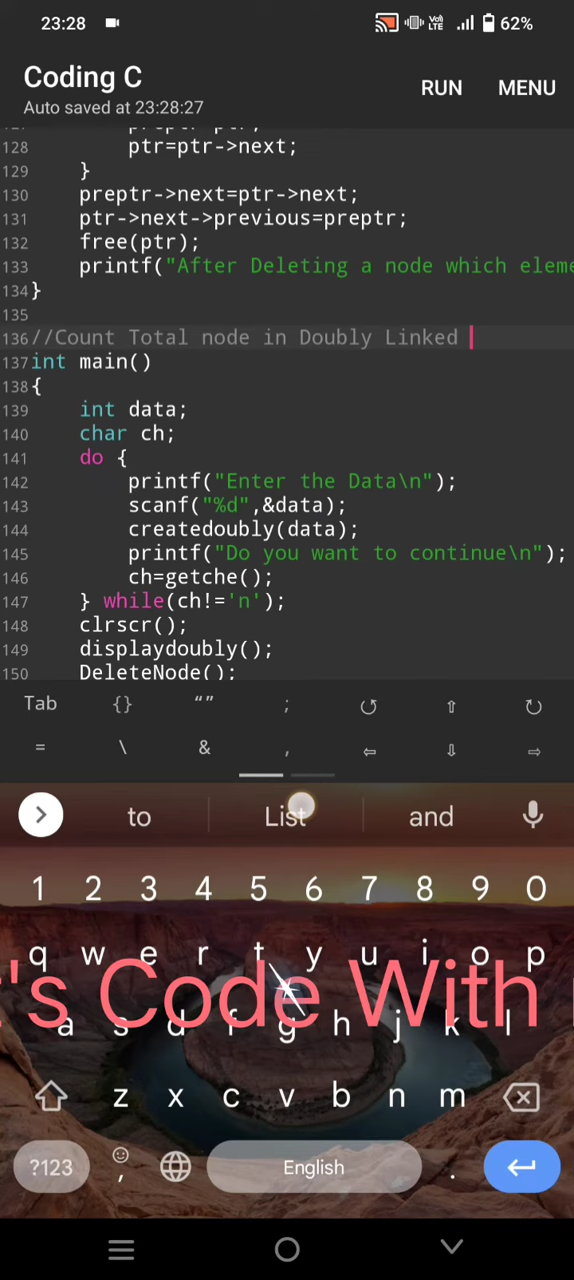 23:28 Vo) LTE 62%
Coding C
RUN MENU
Auto saved at 23:28:27
128 ptr=ptr->next;
129 }
130 preptr->next=ptr->next;
131 ptr->next->previous=preptr;
132 free(ptr);
133 printf("After Deleting a node which eleme
134 }
135
136 //Count Total node in Doubly Linked
137 int main()
138 {
139 int data;
140 char ch;
141 do {
142 printf("Enter the Data\n");
143 scanf("%d",&data);
144 createdoubly(data);
145 printf("Do you want to continue\n");
146 ch=getche();
147 } while(ch!='n');
148 clrscr();
149 displaydoubly();
150 DeleteNode();
Tab {} “” ; ↺ ⇧ ↻
= \ & , ⇦ ⇩ ⇨
to List and
1 2 3 4 5 6 7 8 9 0
q w e r t y u i o p
's Code With
a s d f g h j k l
z x c v b n m
?123 , English .